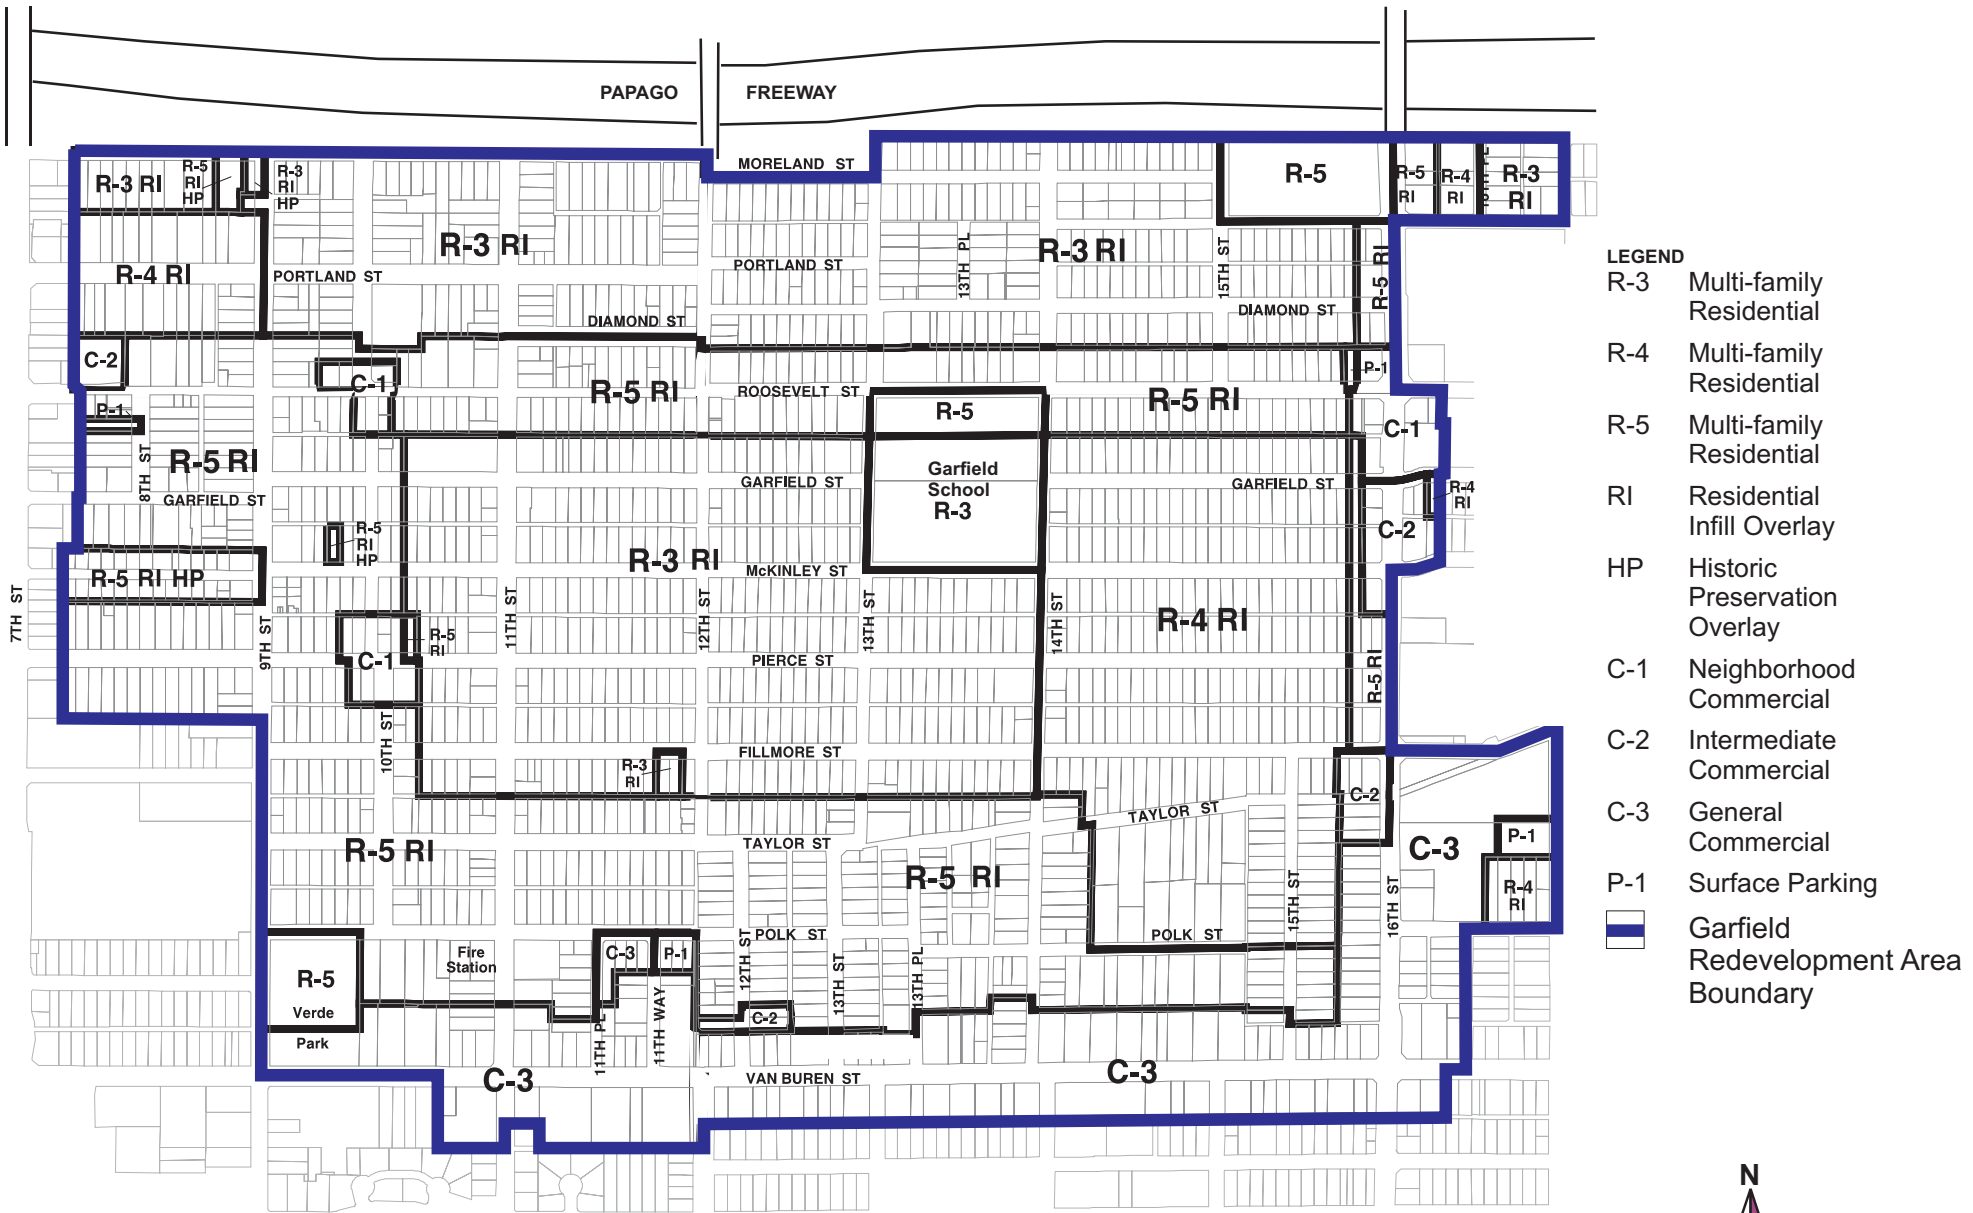 PAPAGO FREEWAY
MORELAND ST
R-3 RI
R-5
RI
HP
R-3
RI
HP
R-5
R-5
RI
R-4
RI
R-3
RI
R-3 RI
R-3 RI
13TH PL
15TH ST
R-5 RI
R-4 RI
PORTLAND ST
PORTLAND ST
DIAMOND ST
DIAMOND ST
C-2
C-1
R-5 RI
ROOSEVELT ST
R-5 RI
P-1
P-1
R-5
C-1
8TH ST
R-5 RI
GARFIELD ST
GARFIELD ST
Garfield
School
R-3
GARFIELD ST
R-4
RI
C-2
R-5
RI
HP
R-3 RI
McKINLEY ST
R-5 RI HP
7TH ST
9TH ST
11TH ST
12TH ST
13TH ST
14TH ST
R-4 RI
R-5
RI
C-1
PIERCE ST
R-5 RI
10TH ST
FILLMORE ST
R-3
RI
C-2
TAYLOR ST
TAYLOR ST
R-5 RI
R-5 RI
C-3
P-1
R-4
RI
15TH ST
16TH ST
POLK ST
POLK ST
12TH ST
13TH ST
13TH PL
Fire
Station
C-3
P-1
R-5
Verde
Park
C-2
11TH PL
11TH WAY
C-3
VAN BUREN ST
C-3
LEGEND
R-3 Multi-family
Residential
R-4 Multi-family
Residential
R-5 Multi-family
Residential
RI Residential
Infill Overlay
HP Historic
Preservation
Overlay
C-1 Neighborhood
Commercial
C-2 Intermediate
Commercial
C-3 General
Commercial
P-1 Surface Parking
Garfield
Redevelopment Area
Boundary
N